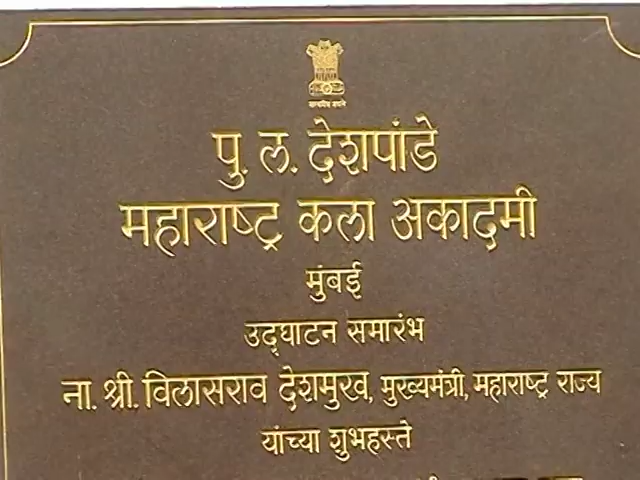 पु. ल. देशपांडे
महाराष्ट्र कला अकादमी
मुंबई
उद्‌घाटन समारंभ
ना. श्री. विलासराव देशमुख, मुख्यमंत्री, महाराष्ट्र राज्य
यांच्या शुभहस्ते